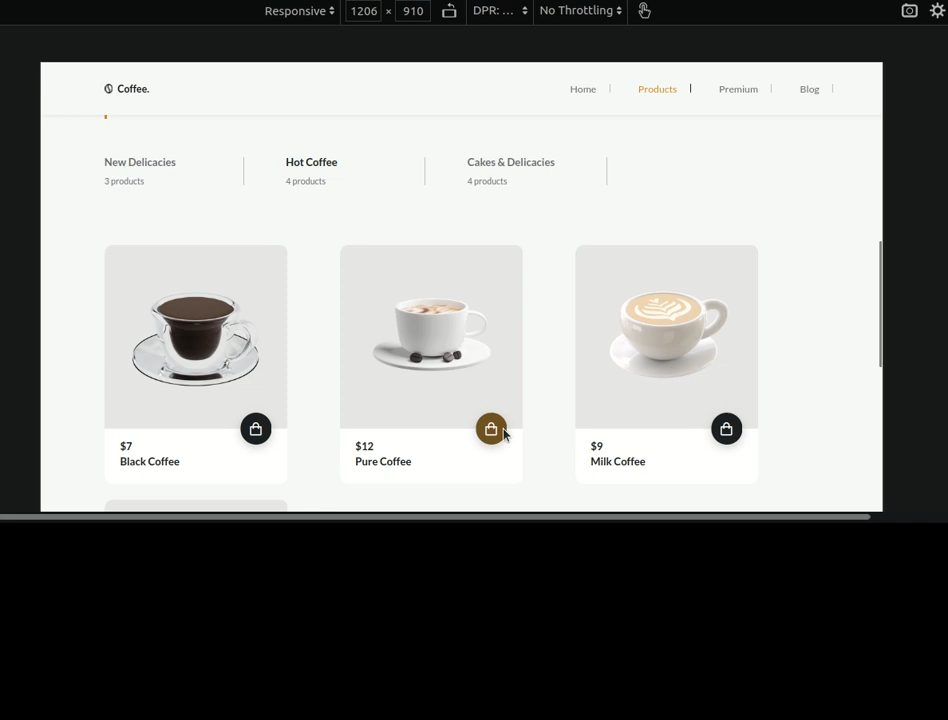 Responsive 1206 × 910 DPR: ... No Throttling
Coffee. Home Products Premium Blog
New Delicacies Hot Coffee Cakes & Delicacies
3 products 4 products 4 products
$7 $12 $9
Black Coffee Pure Coffee Milk Coffee